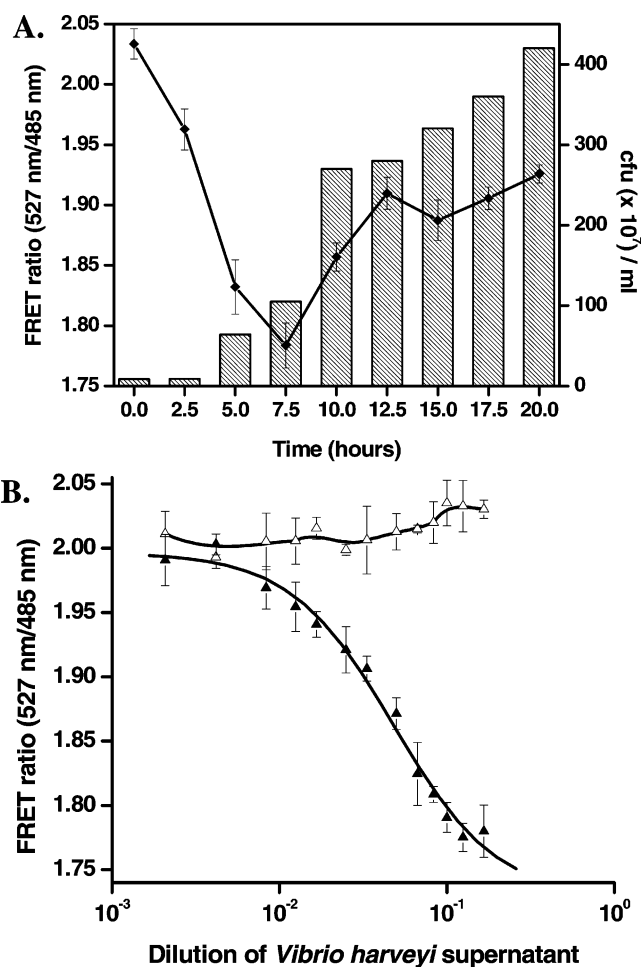 A.
2.05
2.00
1.95
1.90
1.85
1.80
1.75
FRET ratio (527 nm/485 nm)
400
300
200
100
0
cfu (x 10⁷) / ml
0.0 2.5 5.0 7.5 10.0 12.5 15.0 17.5 20.0
Time (hours)
B.
2.05
2.00
1.95
1.90
1.85
1.80
1.75
FRET ratio (527 nm/485 nm)
10⁻³ 10⁻² 10⁻¹ 10⁰
Dilution of Vibrio harveyi supernatant